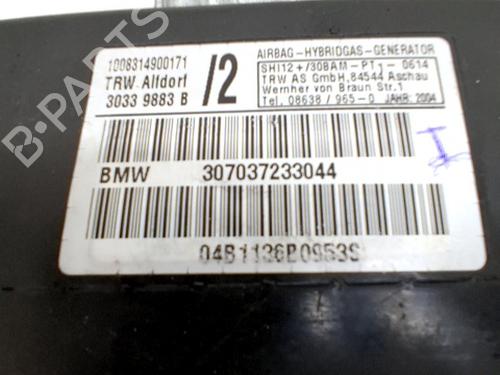 1008314900171
TRW Alfdorf
3033 9883 B
/2
AIRBAG-HYBRIDGAS-GENERATOR
SHI12+/30BAM-PT1-0614
TRW AS GmbH, 84544 Aschau
Wernher von Braun Str.1
Tel. 08638/965-0 JAHR: 2004
I
BMW 307037233044
04B1136B0953S
B-PARTS